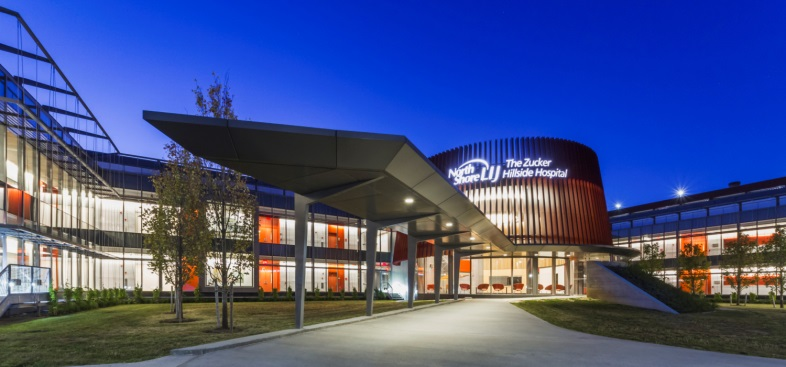 North
Shore LIJ
The Zucker
Hillside Hospital